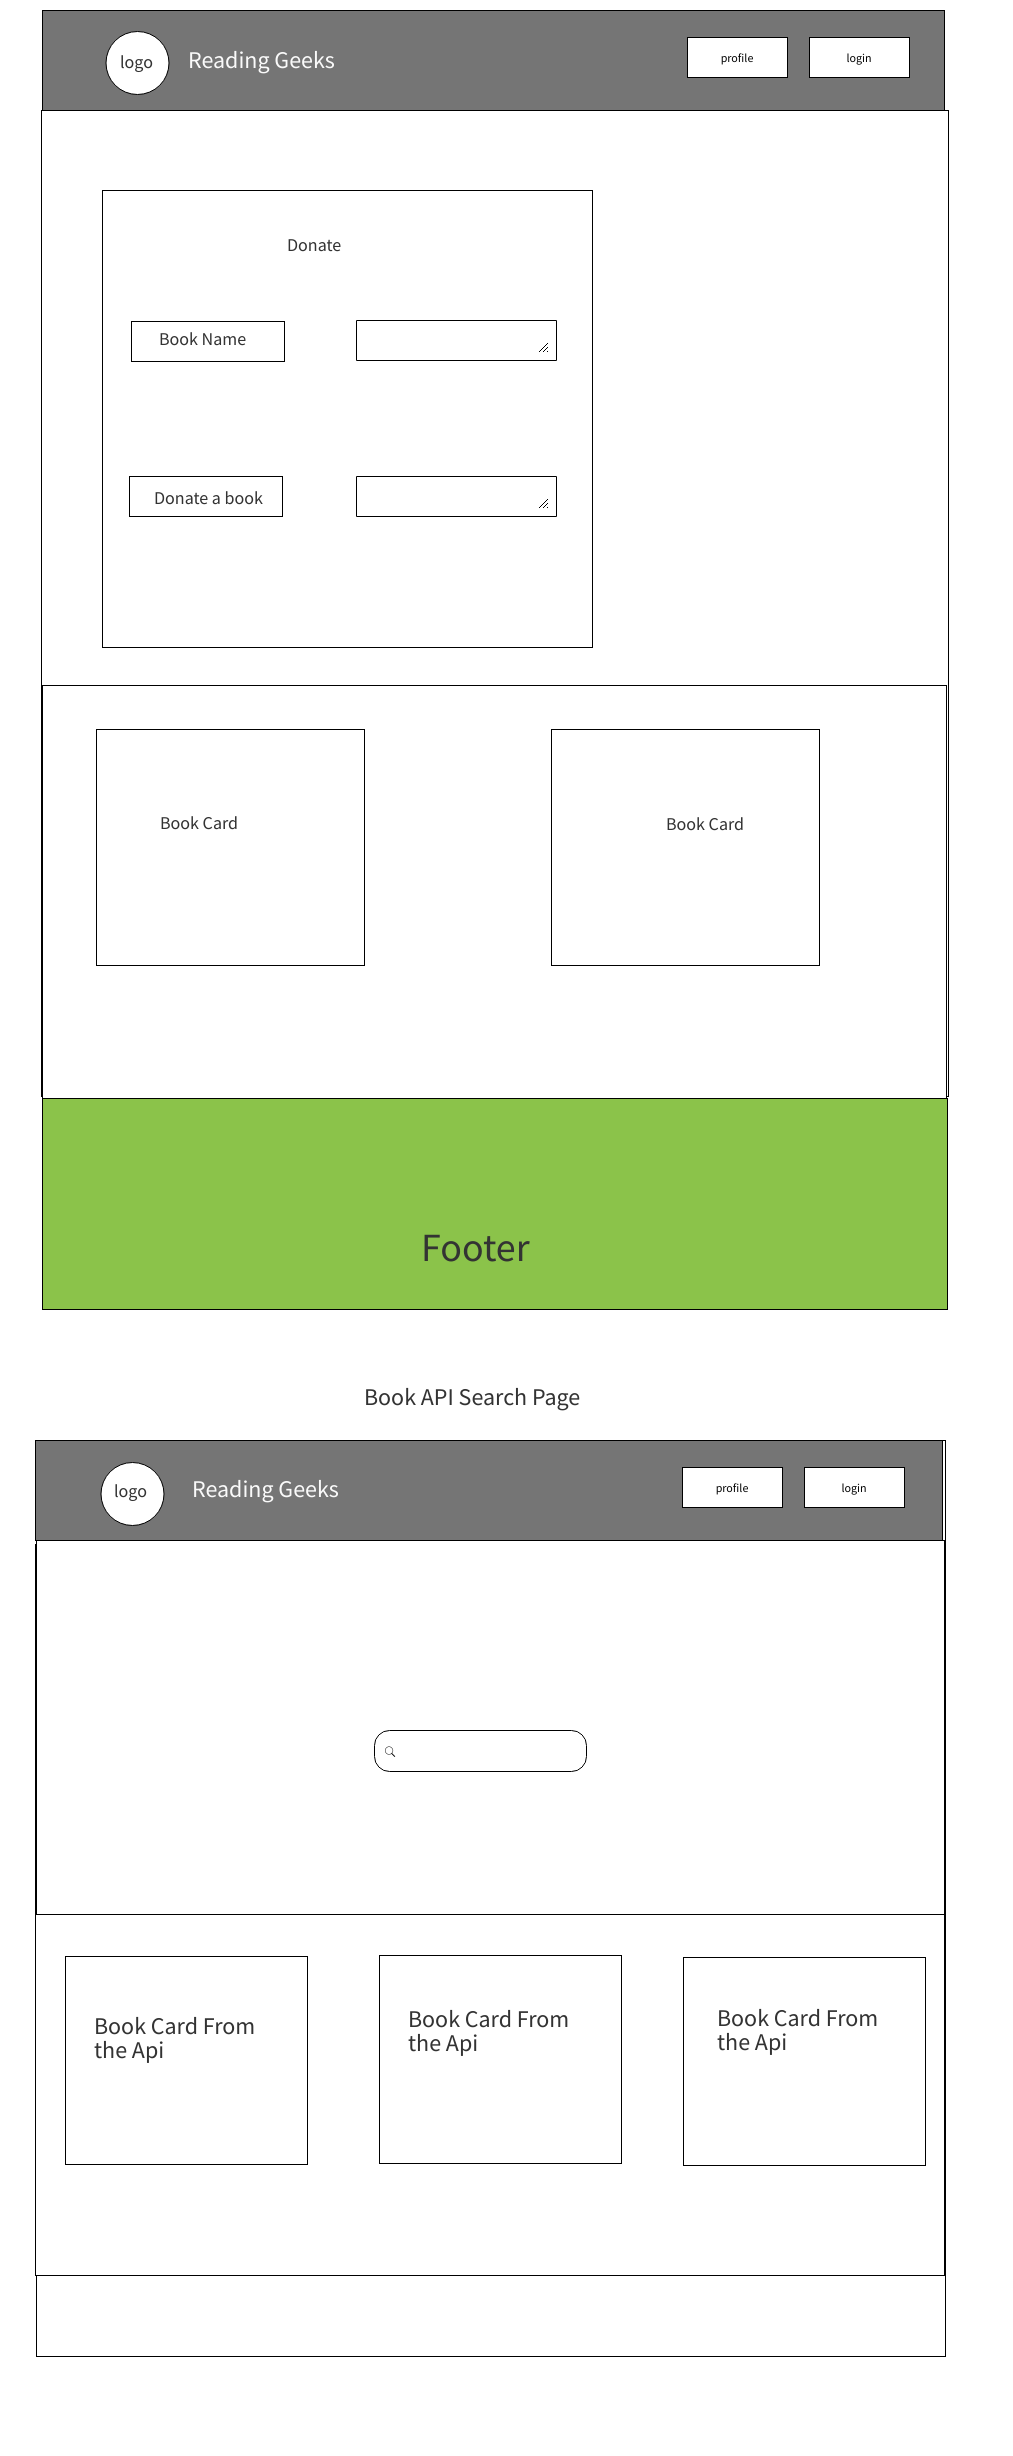 logo
Reading Geeks
profile
login
Donate
Book Name
Donate a book
Book Card
Book Card
Footer
Book API Search Page
logo
Reading Geeks
profile
login
Book Card From
the Api
Book Card From
the Api
Book Card From
the Api